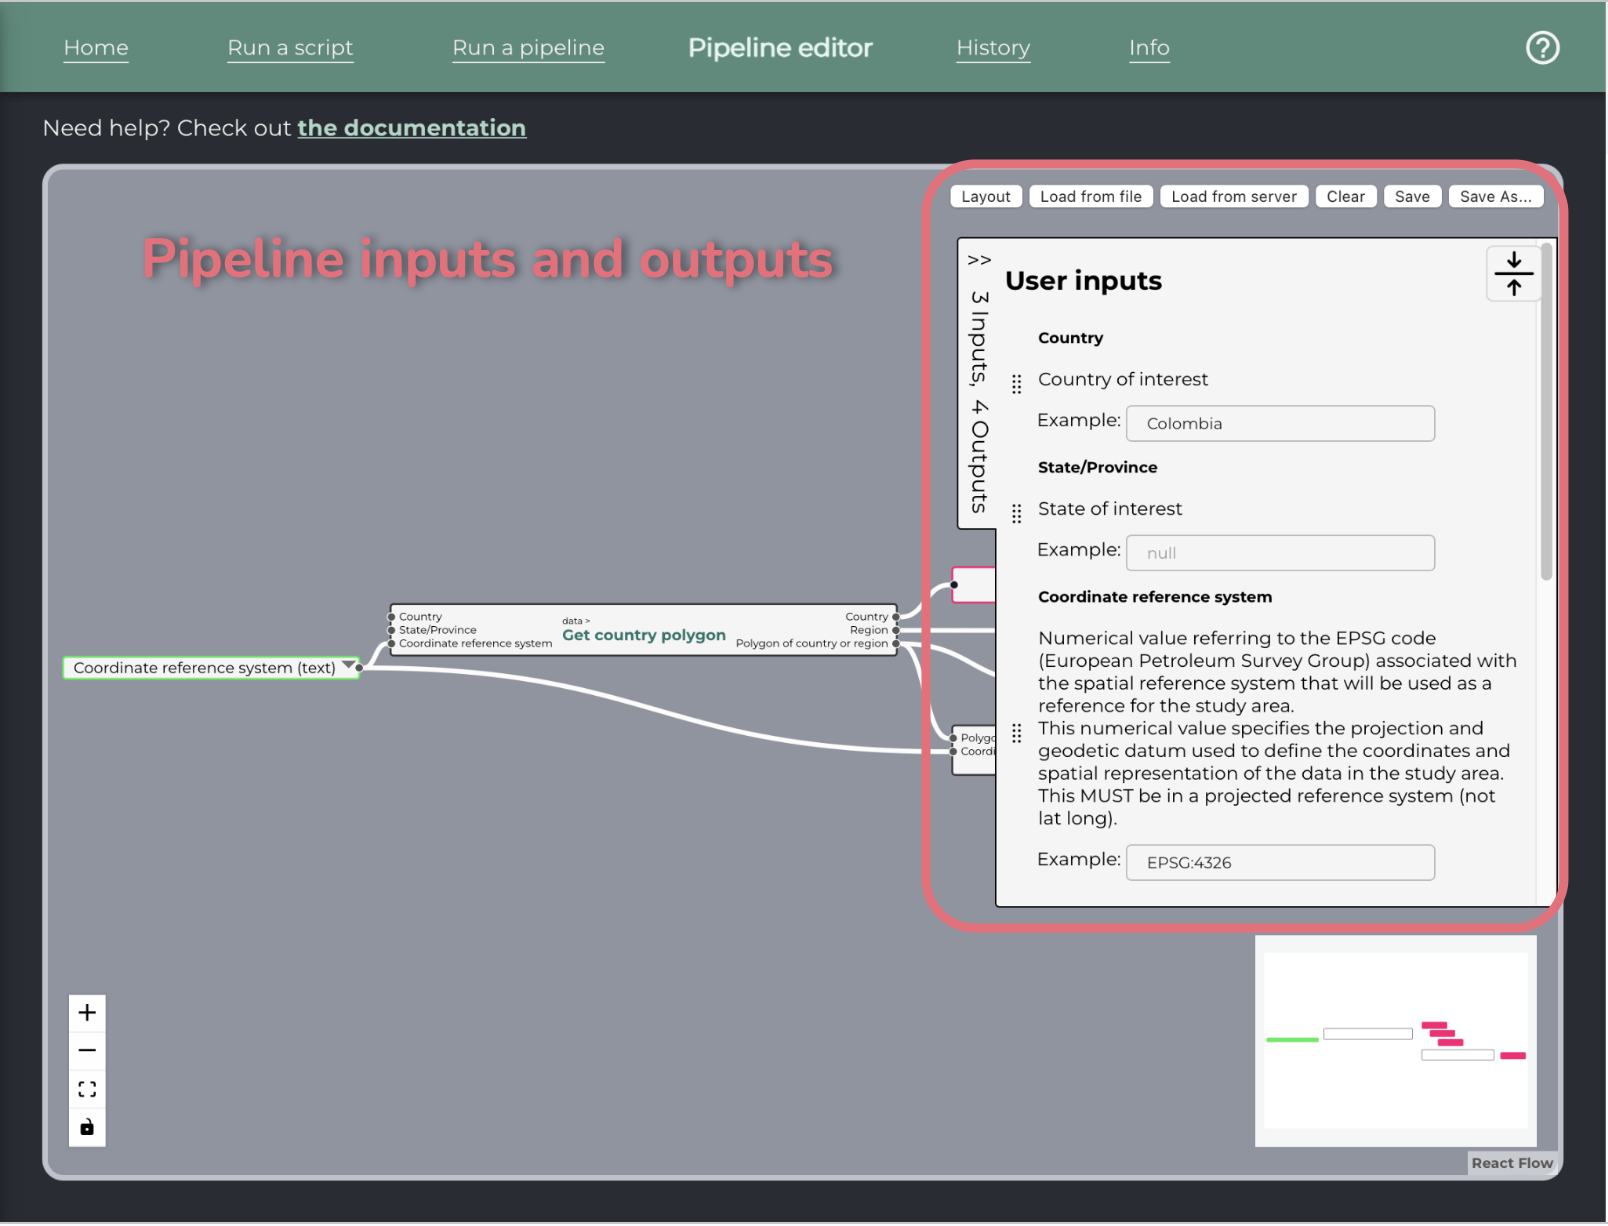 Home
Run a script
Run a pipeline
Pipeline editor
History
Info
?
Need help? Check out the documentation
Layout
Load from file
Load from server
Clear
Save
Save As...
Pipeline inputs and outputs
>> 3 Inputs, 4 Outputs
User inputs
Country
Country of interest
Example: Colombia
State/Province
State of interest
Example: null
Coordinate reference system
Numerical value referring to the EPSG code
(European Petroleum Survey Group) associated with
the spatial reference system that will be used as a
reference for the study area.
This numerical value specifies the projection and
geodetic datum used to define the coordinates and
spatial representation of the data in the study area.
This MUST be in a projected reference system (not
lat long).
Example: EPSG:4326
Coordinate reference system (text)
Country
State/Province
Coordinate reference system
data >
Get country polygon
Country
Region
Polygon of country or region
Polygo
Coordi
React Flow